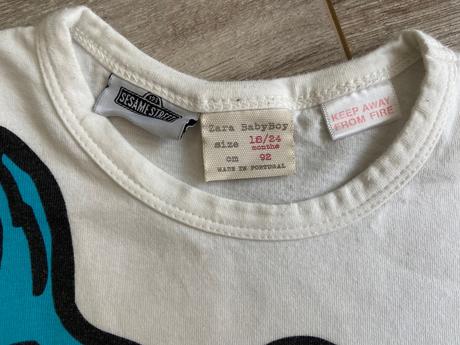 SESAME STREET
Zara BabyBoy
size 18/24
months
cm 92
MADE IN PORTUGAL
KEEP AWAY
FROM FIRE